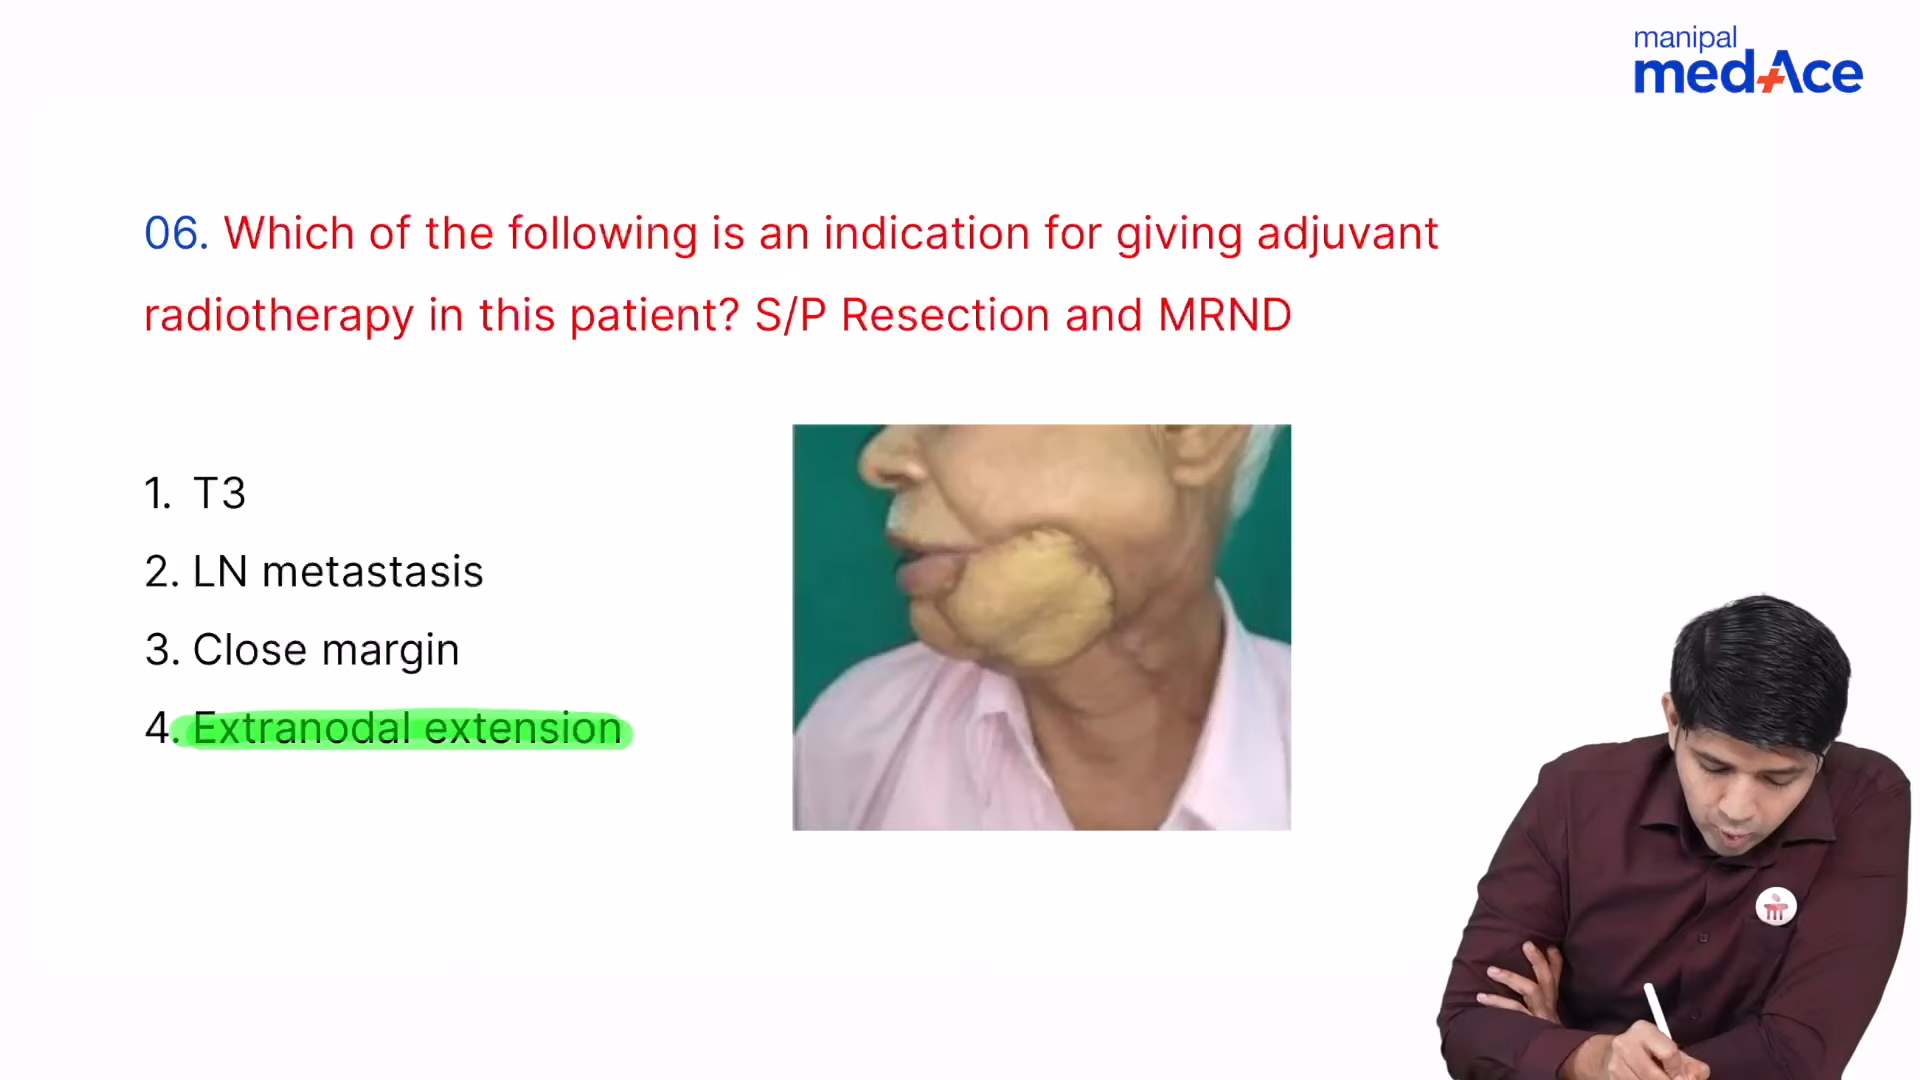 manipal
medAce
06. Which of the following is an indication for giving adjuvant
radiotherapy in this patient? S/P Resection and MRND
1. T3
2. LN metastasis
3. Close margin
4. Extranodal extension